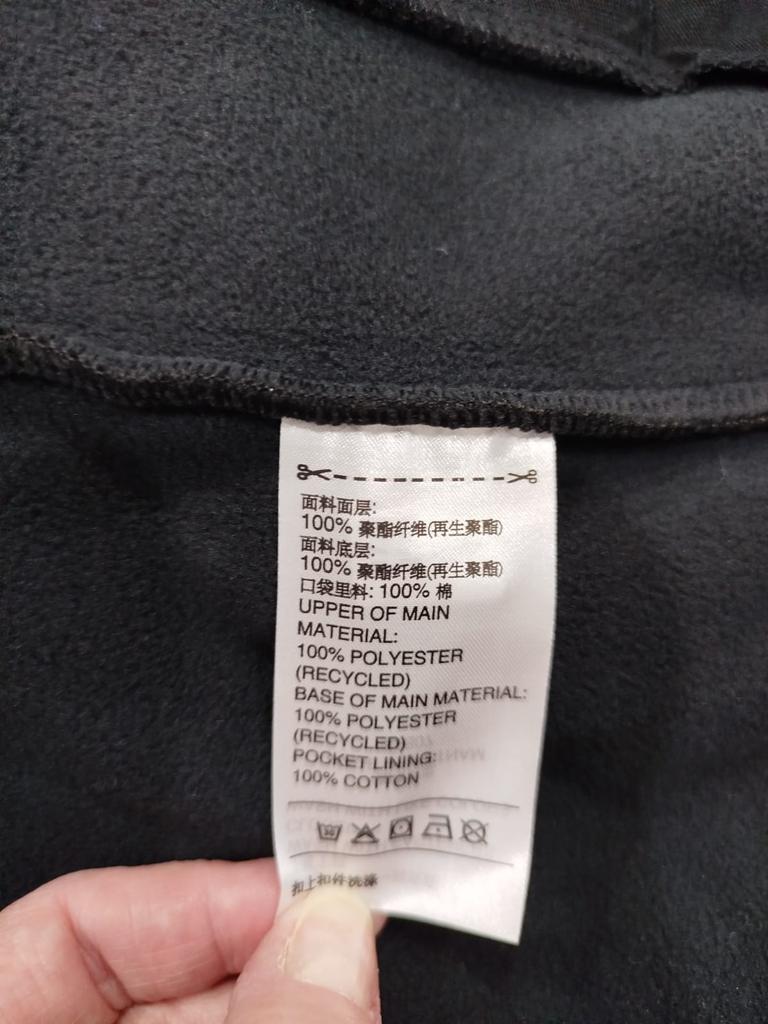 面料面层:
100% 聚酯纤维(再生聚酯)
面料底层:
100% 聚酯纤维(再生聚酯)
口袋里料: 100% 棉
UPPER OF MAIN
MATERIAL:
100% POLYESTER
(RECYCLED)
BASE OF MAIN MATERIAL:
100% POLYESTER
(RECYCLED)
POCKET LINING:
100% COTTON
扣上扣件洗涤